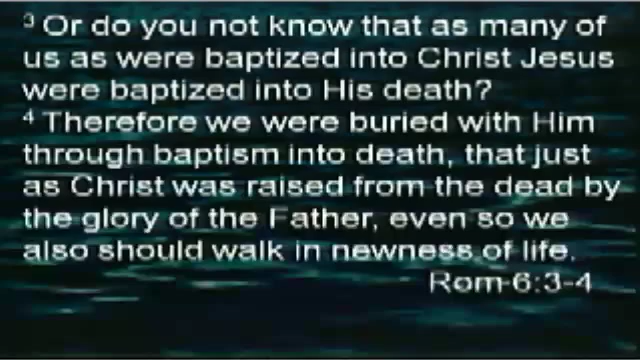 ³ Or do you not know that as many of
us as were baptized into Christ Jesus
were baptized into His death?
⁴ Therefore we were buried with Him
through baptism into death, that just
as Christ was raised from the dead by
the glory of the Father, even so we
also should walk in newness of life.
Rom 6:3-4